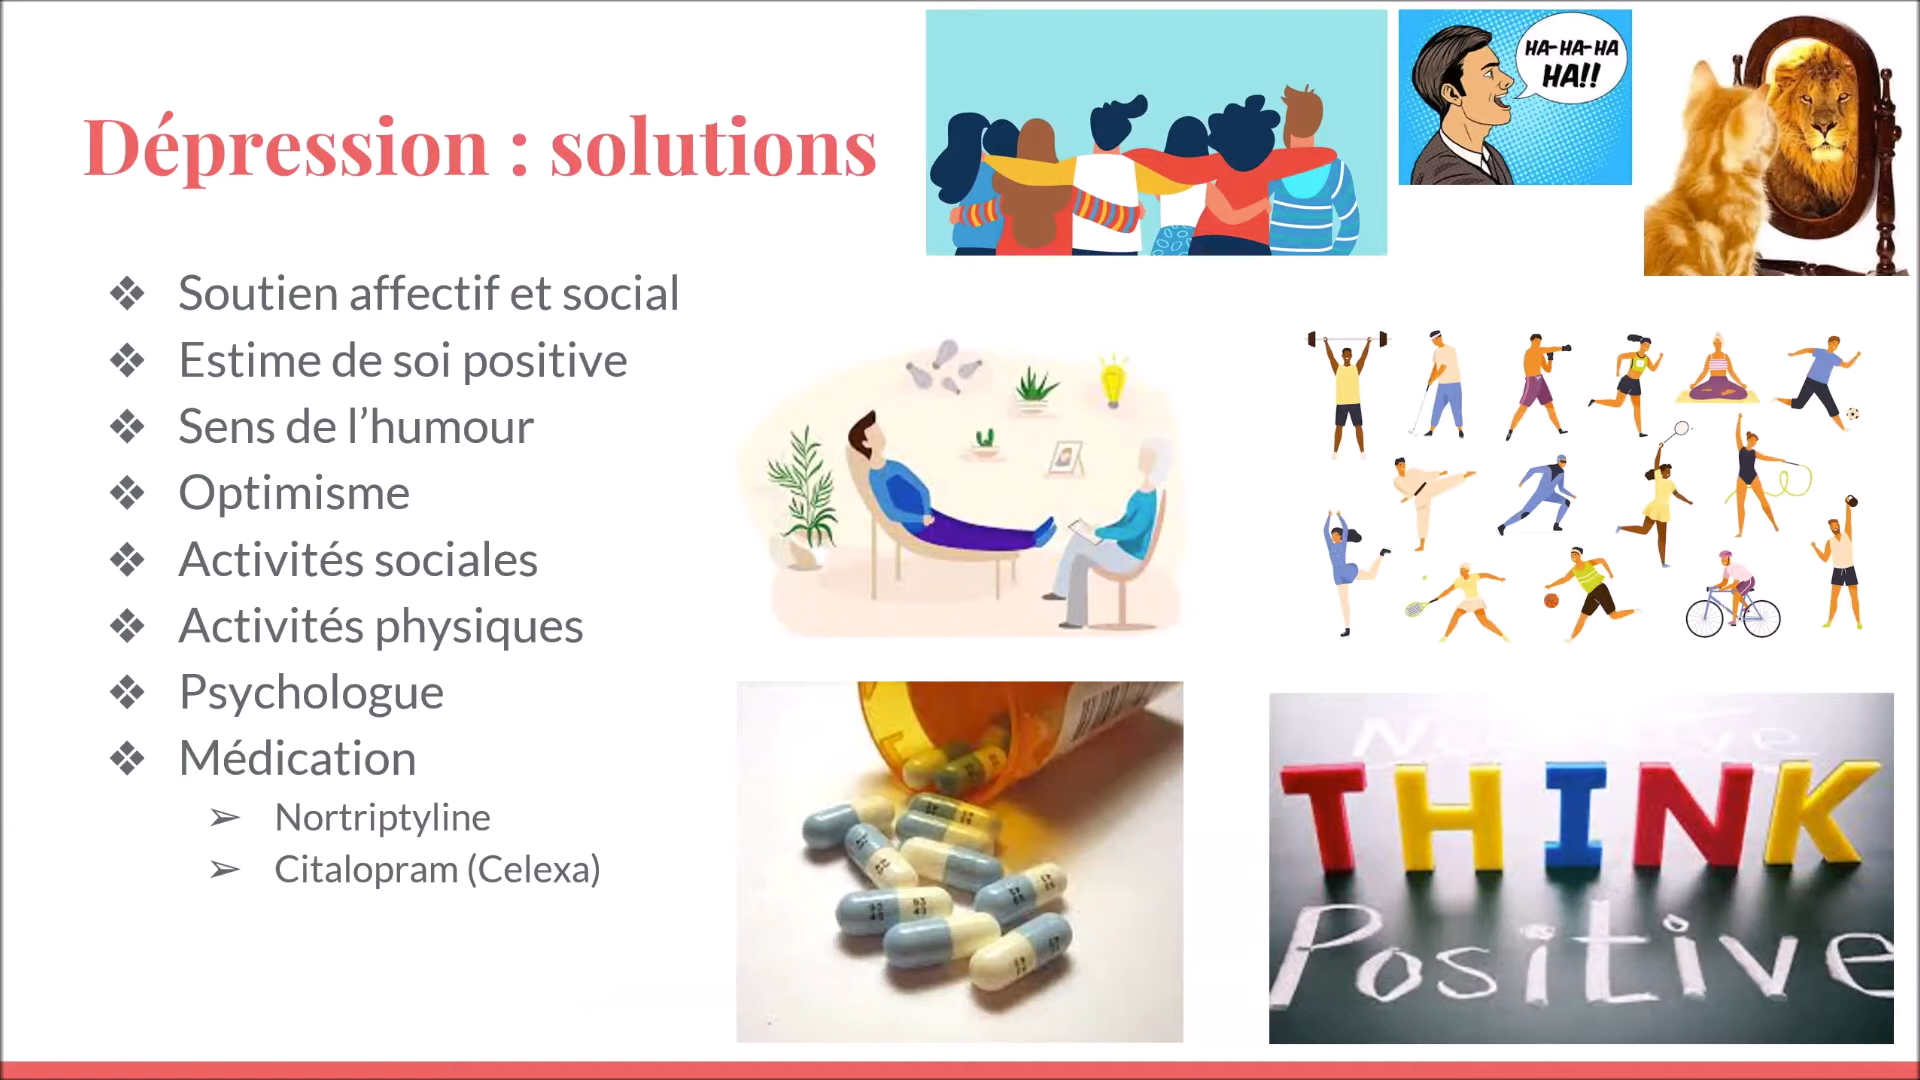 Dépression : solutions
❖ Soutien affectif et social
❖ Estime de soi positive
❖ Sens de l’humour
❖ Optimisme
❖ Activités sociales
❖ Activités physiques
❖ Psychologue
❖ Médication
➢ Nortriptyline
➢ Citalopram (Celexa)
HA-HA-HA
HA!!
THINK
Positive